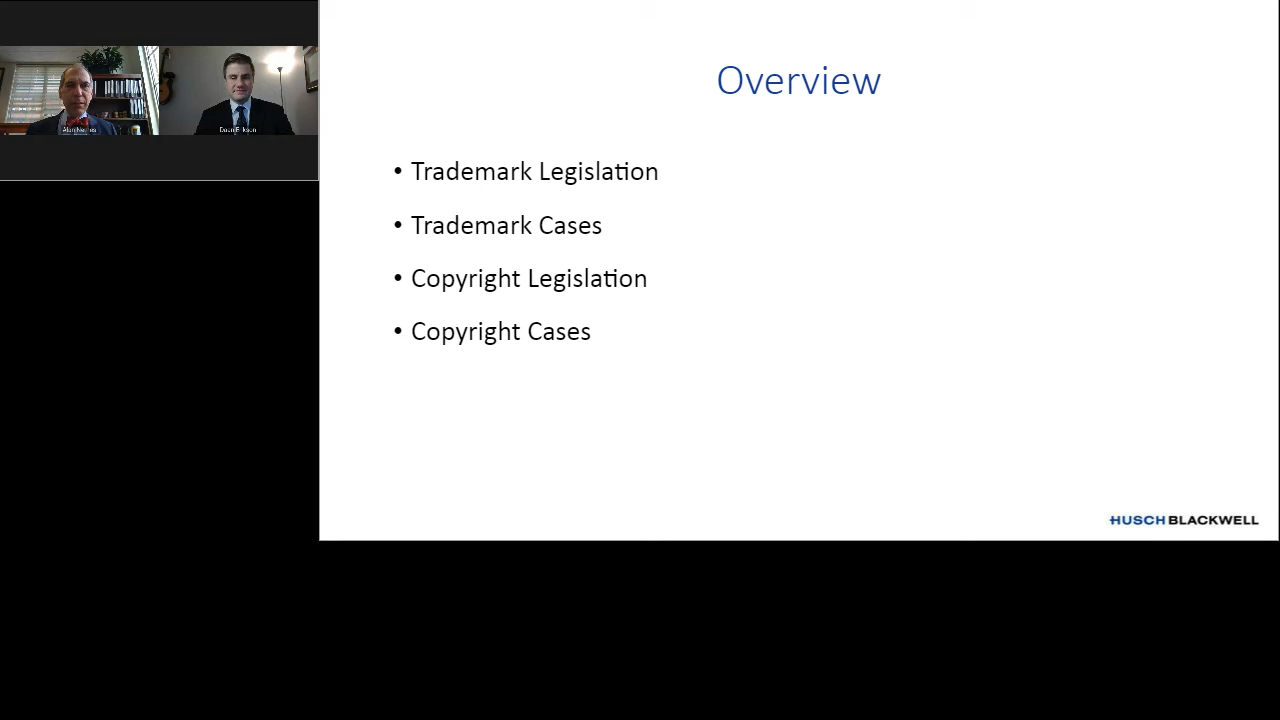 Overview
• Trademark Legislation
• Trademark Cases
• Copyright Legislation
• Copyright Cases
HUSCH BLACKWELL